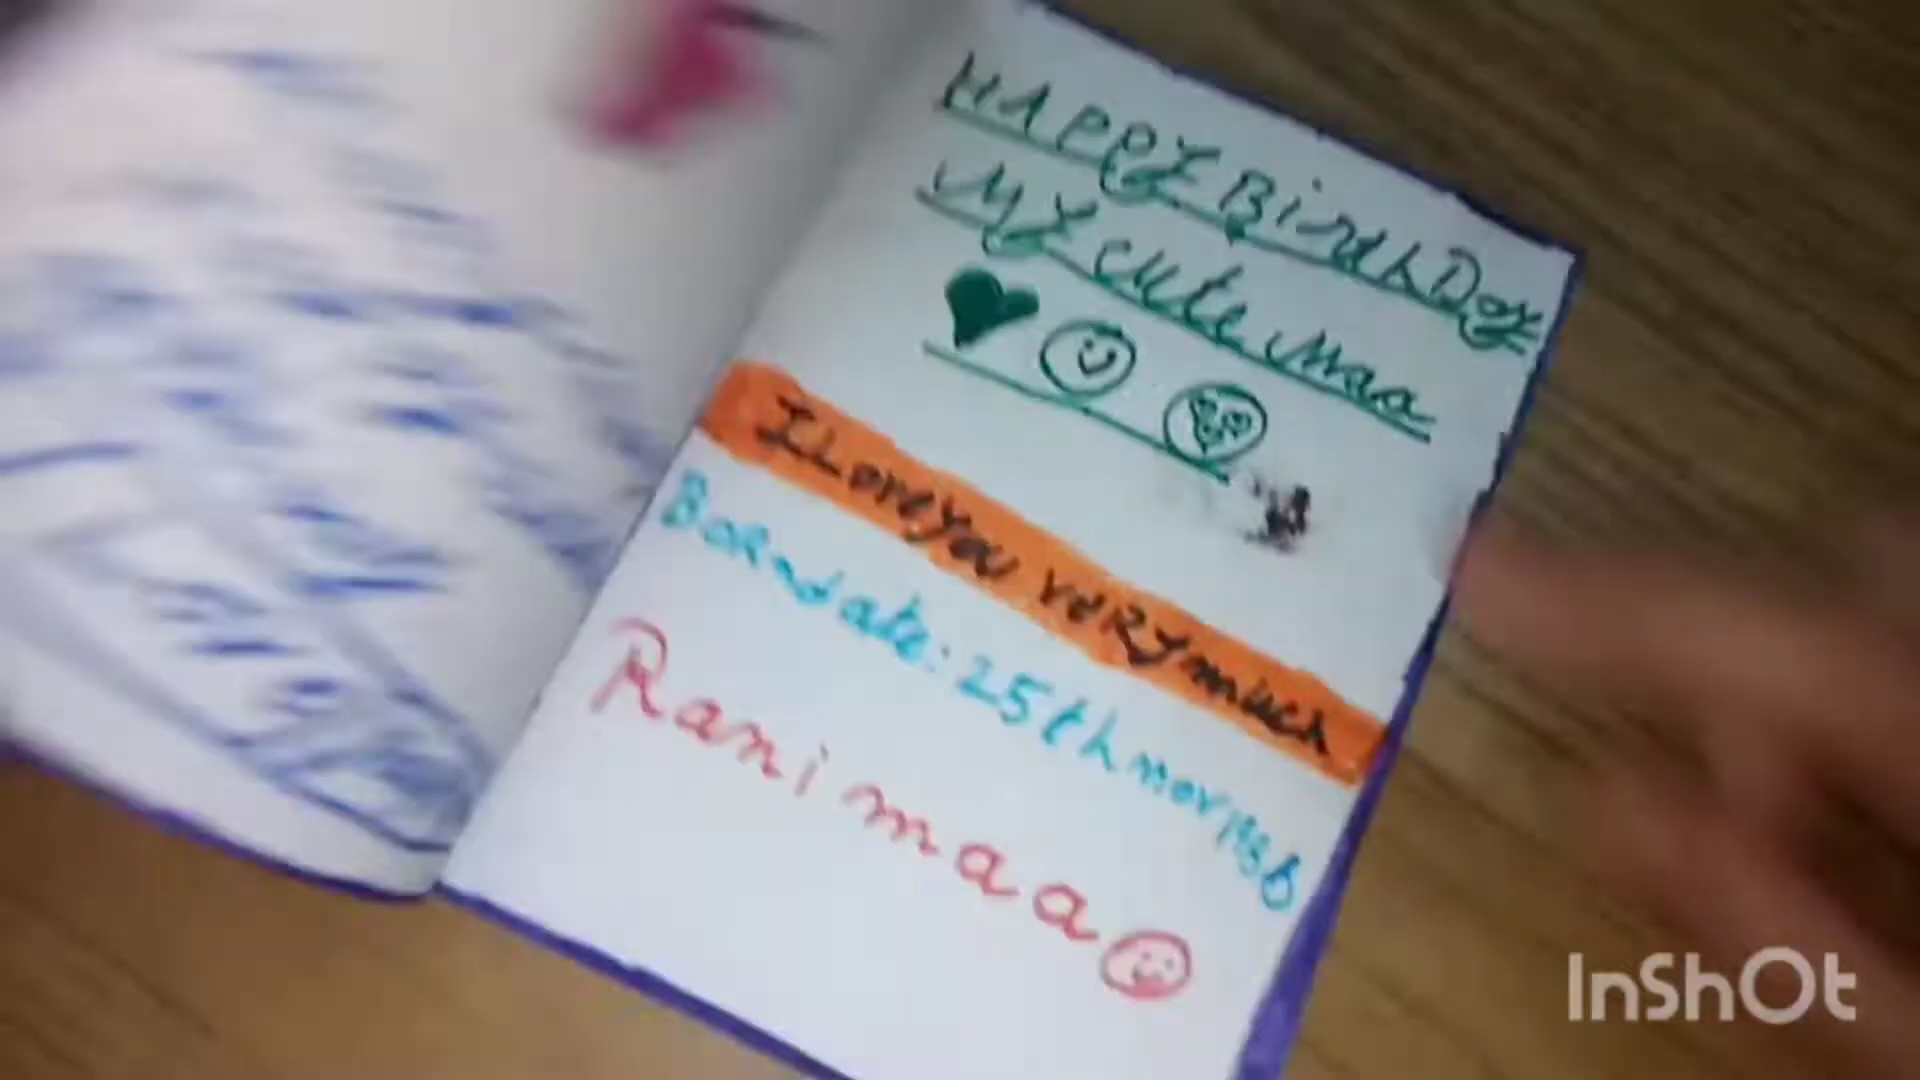 HAPPY BirthDay
My cute Maa
I Love you veRy much
BoRn date: 25th nov 1986
Rani maa
InShOt